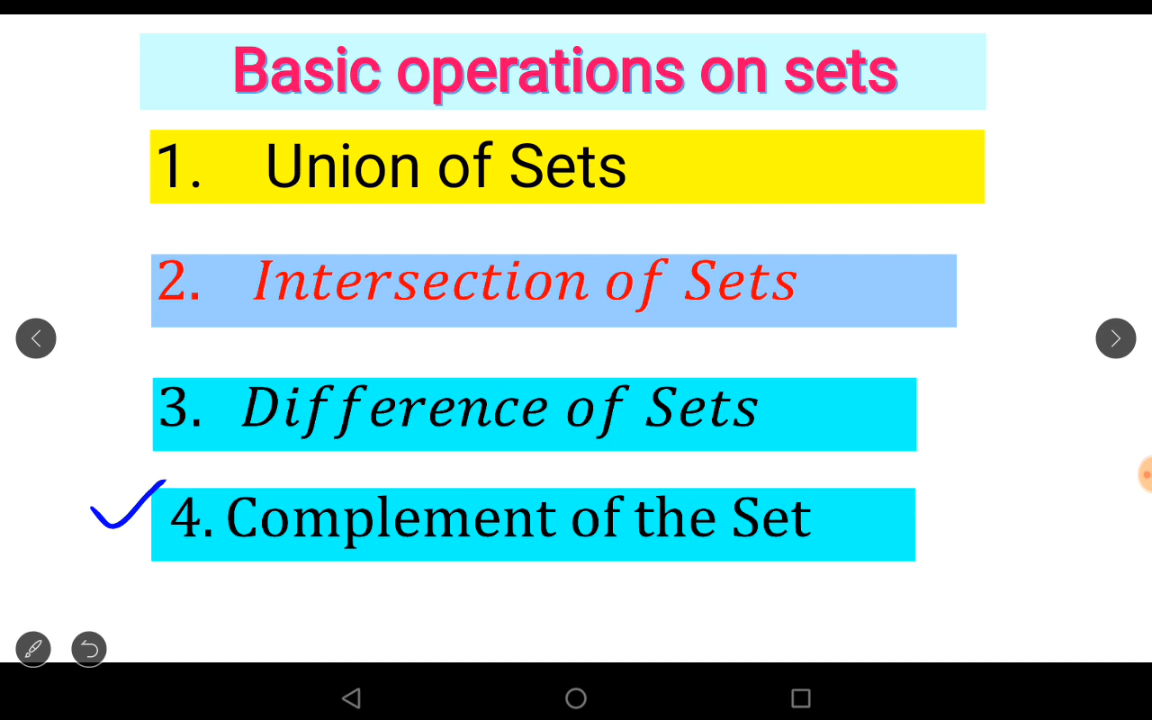 Basic operations on sets
1. Union of Sets
2. Intersection of Sets
3. Difference of Sets
4. Complement of the Set